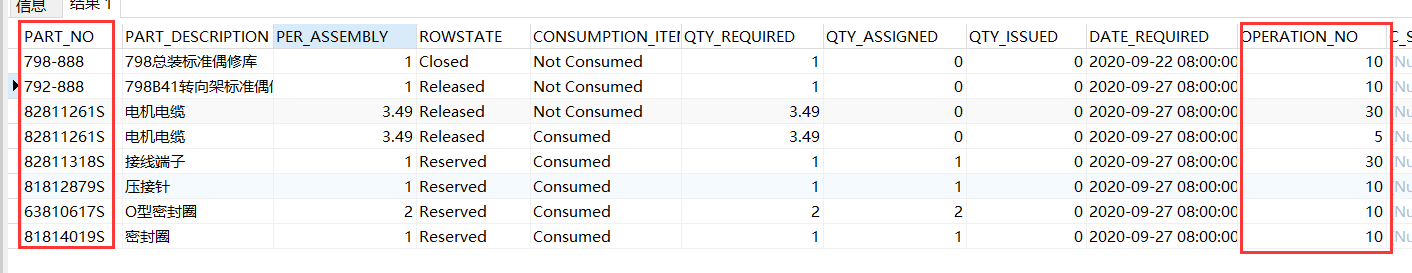 信息 结果 1
PART_NO PART_DESCRIPTION PER_ASSEMBLY ROWSTATE CONSUMPTION_ITEM QTY_REQUIRED QTY_ASSIGNED QTY_ISSUED DATE_REQUIRED OPERATION_NO C_S
798-888 798总装标准偶修库 1 Closed Not Consumed 1 0 0 2020-09-22 08:00:00 10 (Nu
792-888 798B41转向架标准偶修 1 Released Not Consumed 1 0 0 2020-09-27 08:00:00 10 (Nu
82811261S 电机电缆 3.49 Released Not Consumed 3.49 0 0 2020-09-27 08:00:00 30 (Nu
82811261S 电机电缆 3.49 Released Consumed 3.49 0 0 2020-09-27 08:00:00 5 (Nu
82811318S 接线端子 1 Reserved Consumed 1 1 0 2020-09-27 08:00:00 30 (Nu
81812879S 压接针 1 Reserved Consumed 1 1 0 2020-09-27 08:00:00 10 (Nu
63810617S O型密封圈 2 Reserved Consumed 2 2 0 2020-09-27 08:00:00 10 (Nu
81814019S 密封圈 1 Reserved Consumed 1 1 0 2020-09-27 08:00:00 10 (Nu